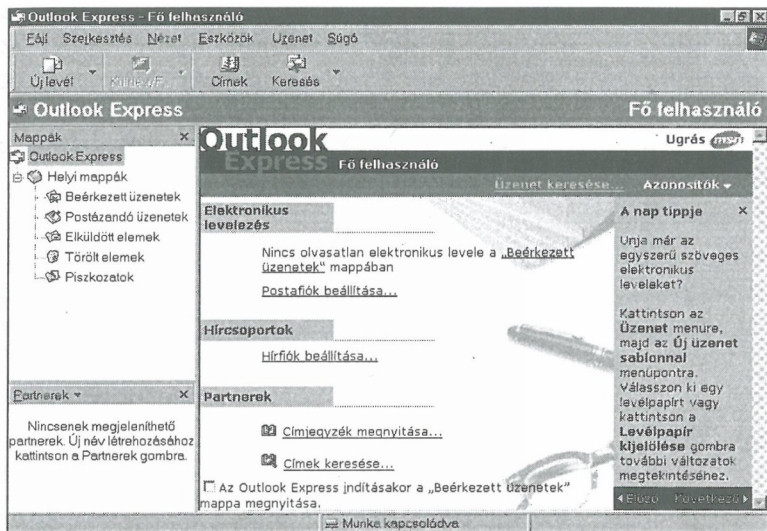 Outlook Express - Fő felhasználó
Fájl Szerkesztés Nézet Eszközök Üzenet Súgó
Új levél Címek Keresés
Outlook Express Fő felhasználó
Mappák
Outlook Express
Helyi mappák
Beérkezett üzenetek
Postázandó üzenetek
Elküldött elemek
Törölt elemek
Piszkozatok
Partnerek
Nincsenek megjeleníthető
partnerek. Új név létrehozásához
kattintson a Partnerek gombra.
Outlook
Express Fő felhasználó
Ugrás msn
Üzenet keresése... Azonosítók
Elektronikus
levelezés
Nincs olvasatlan elektronikus levele a „Beérkezett
üzenetek" mappában
Postafiók beállítása...
Hírcsoportok
Hírfiók beállítása...
Partnerek
Címjegyzék megnyitása...
Címek keresése...
Az Outlook Express indításakor a „Beérkezett üzenetek"
mappa megnyitása.
A nap tippje
Unja már az
egyszerű szöveges
elektronikus
leveleket?
Kattintson az
Üzenet menüre,
majd az Új üzenet
sablonnal
menüpontra.
Válasszon ki egy
levélpapírt vagy
kattintson a
Levélpapír
kijelölése gombra
további változatok
megtekintéséhez.
Előző Következő
Munka kapcsolódva